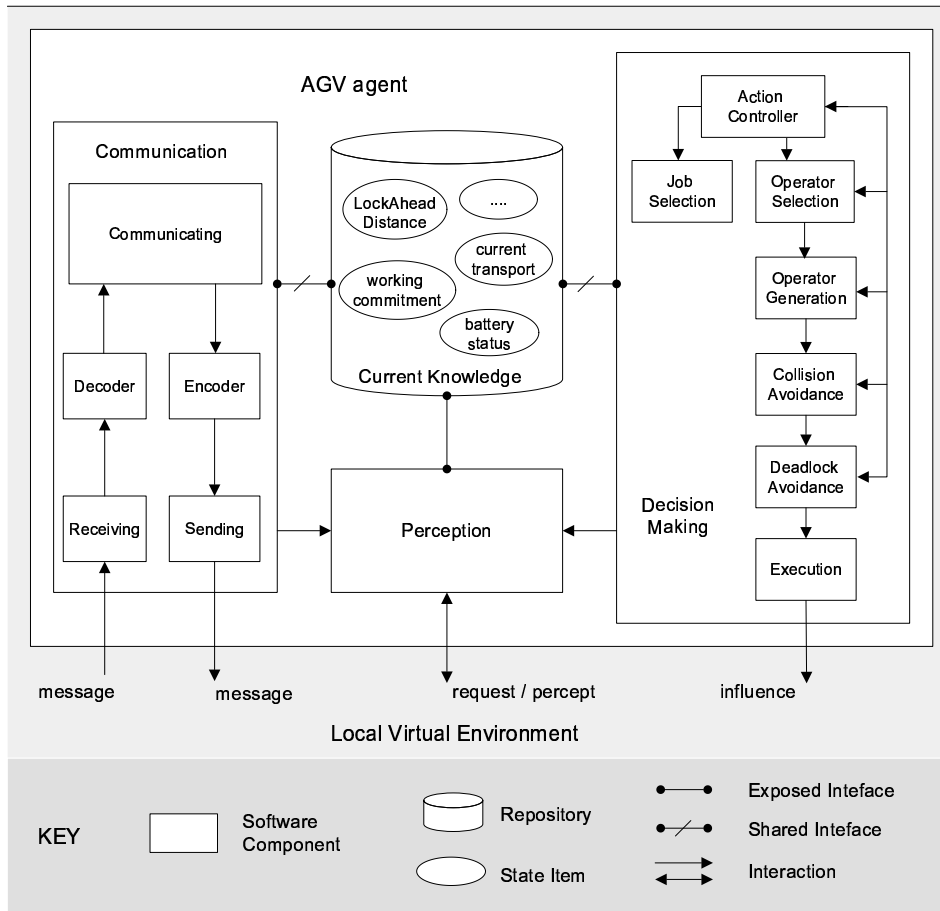 AGV agent
Communication
Communicating
Decoder
Encoder
Receiving
Sending
LockAhead
Distance
....
current
transport
working
commitment
battery
status
Current Knowledge
Perception
Action
Controller
Job
Selection
Operator
Selection
Operator
Generation
Collision
Avoidance
Deadlock
Avoidance
Execution
Decision
Making
message
message
request / percept
influence
Local Virtual Environment
KEY
Software
Component
Repository
State Item
Exposed Inteface
Shared Inteface
Interaction